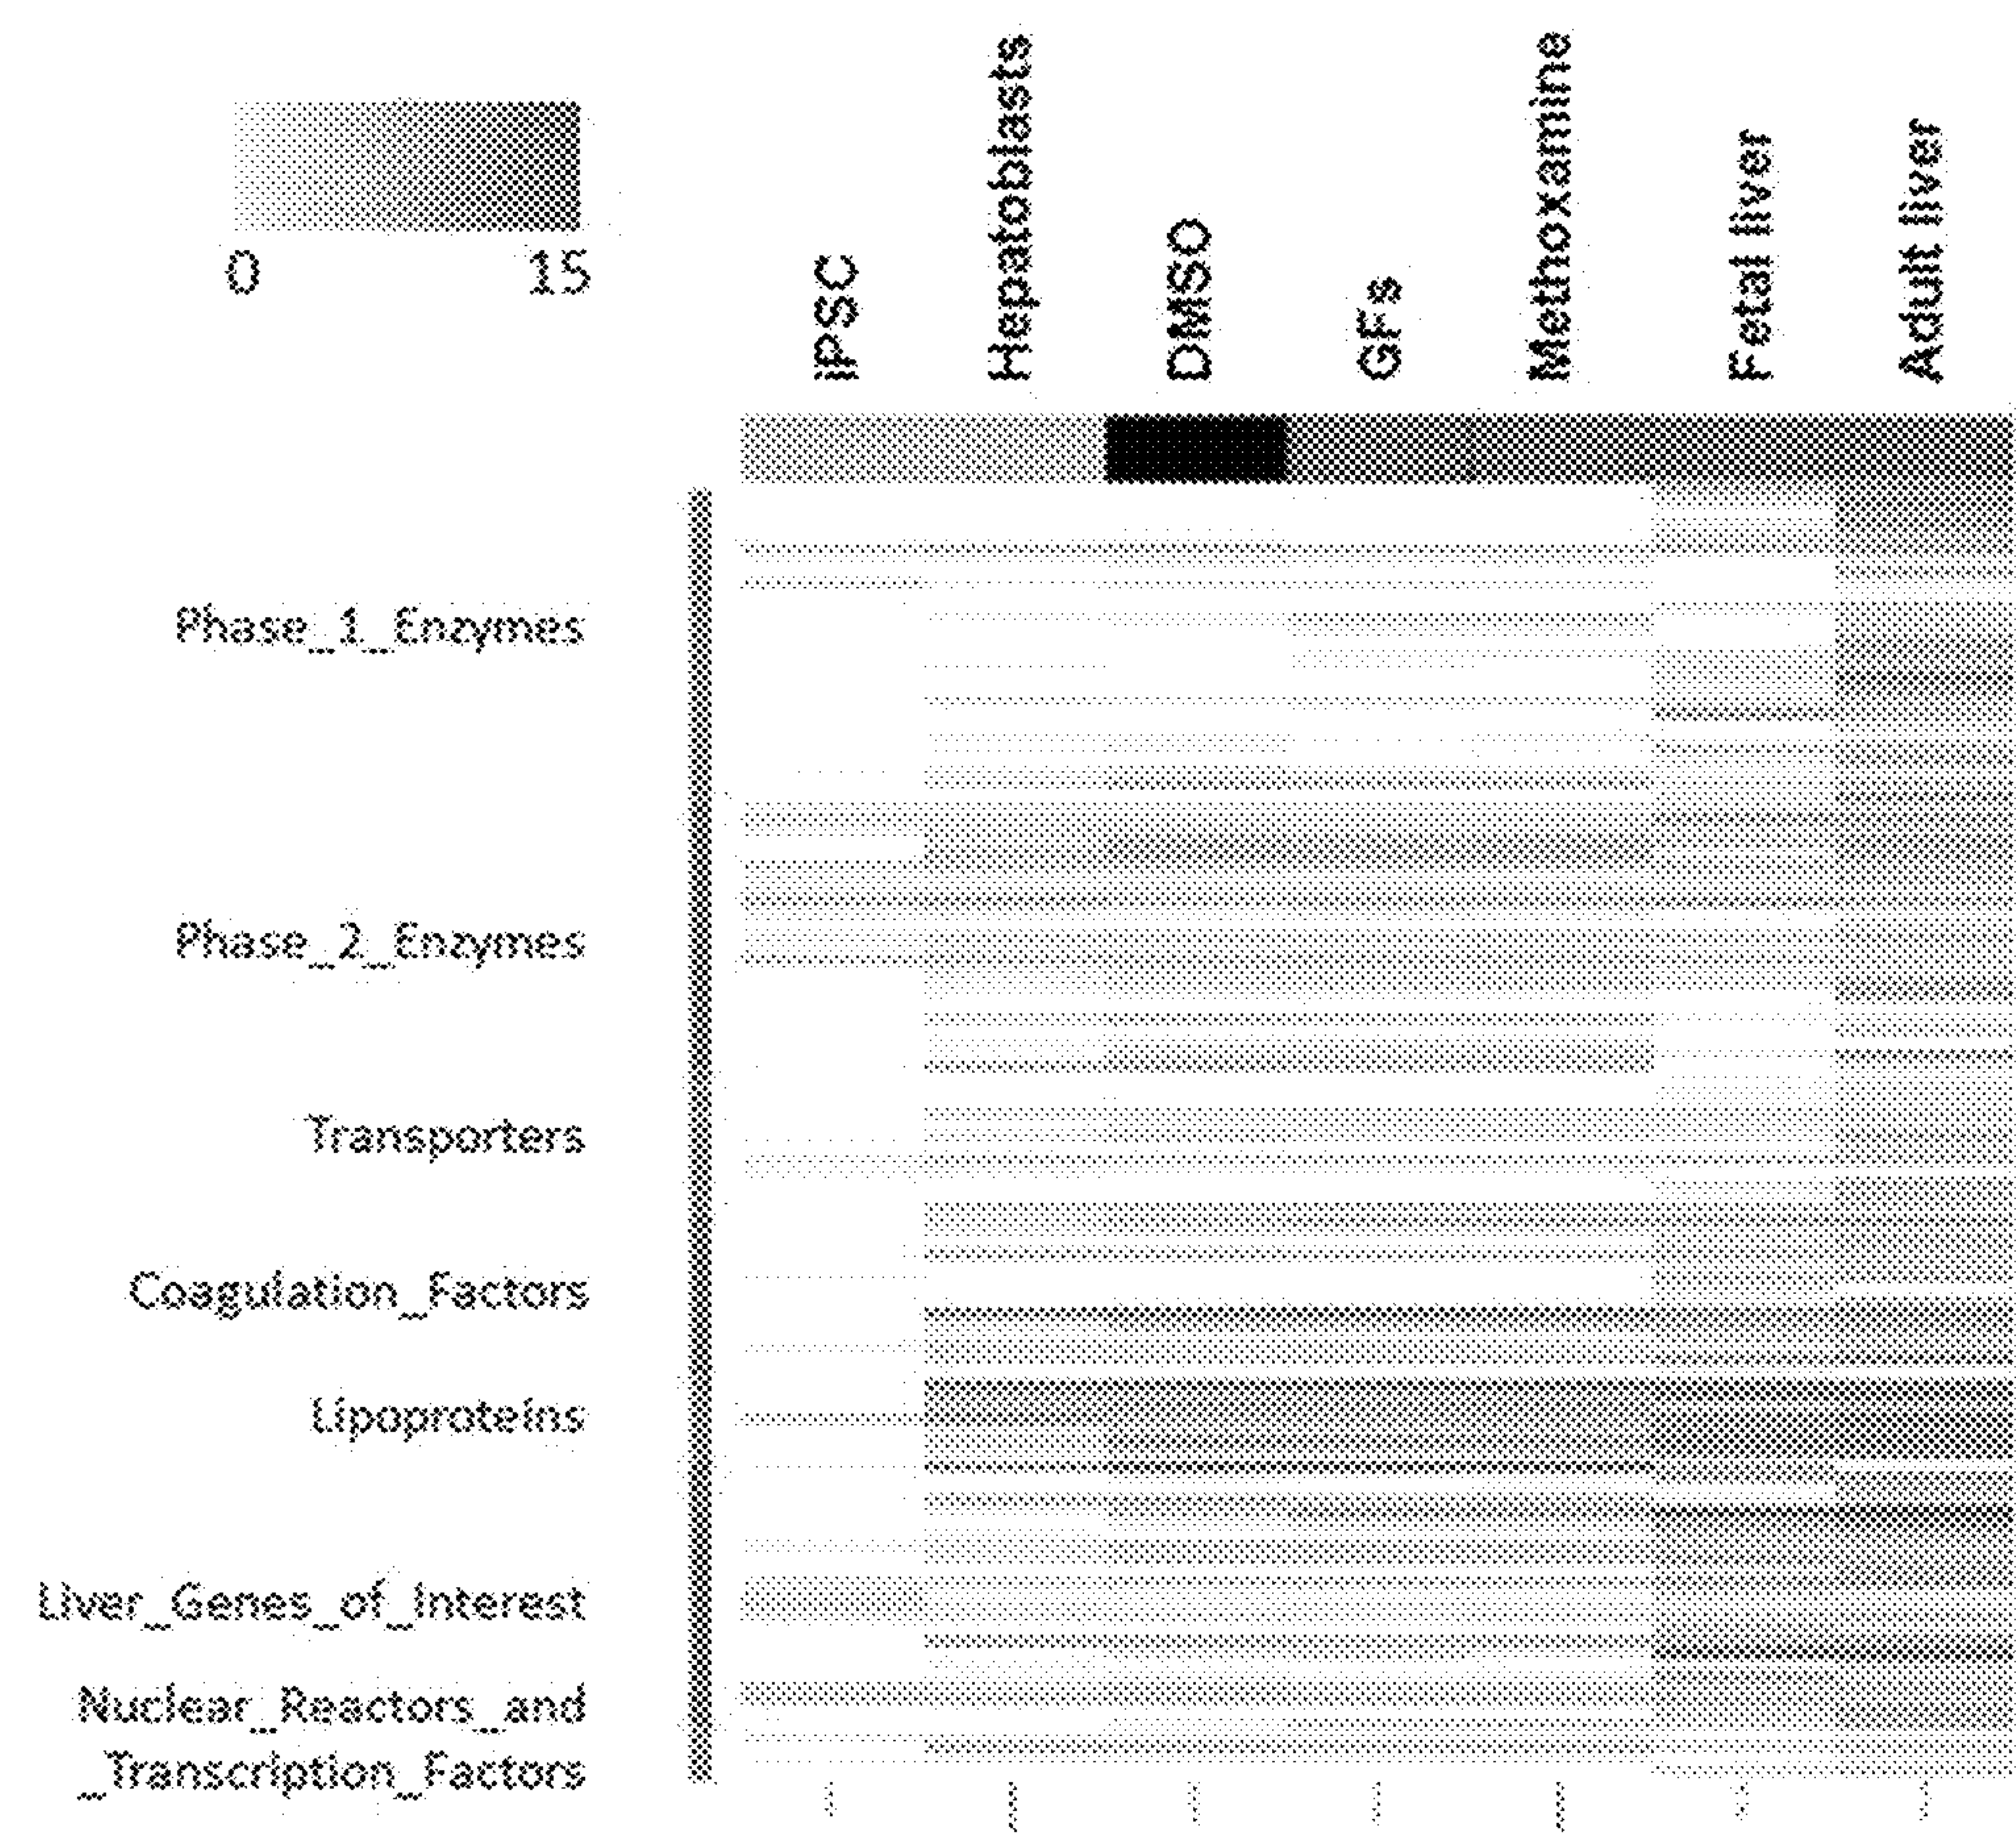 0 15
iPSC
Hepatoblasts
DMSO
GFs
Methoxamine
Fetal liver
Adult liver
Phase_1_Enzymes
Phase_2_Enzymes
Transporters
Coagulation_Factors
Lipoproteins
Liver_Genes_of_Interest
Nuclear_Reactors_and
_Transcription_Factors